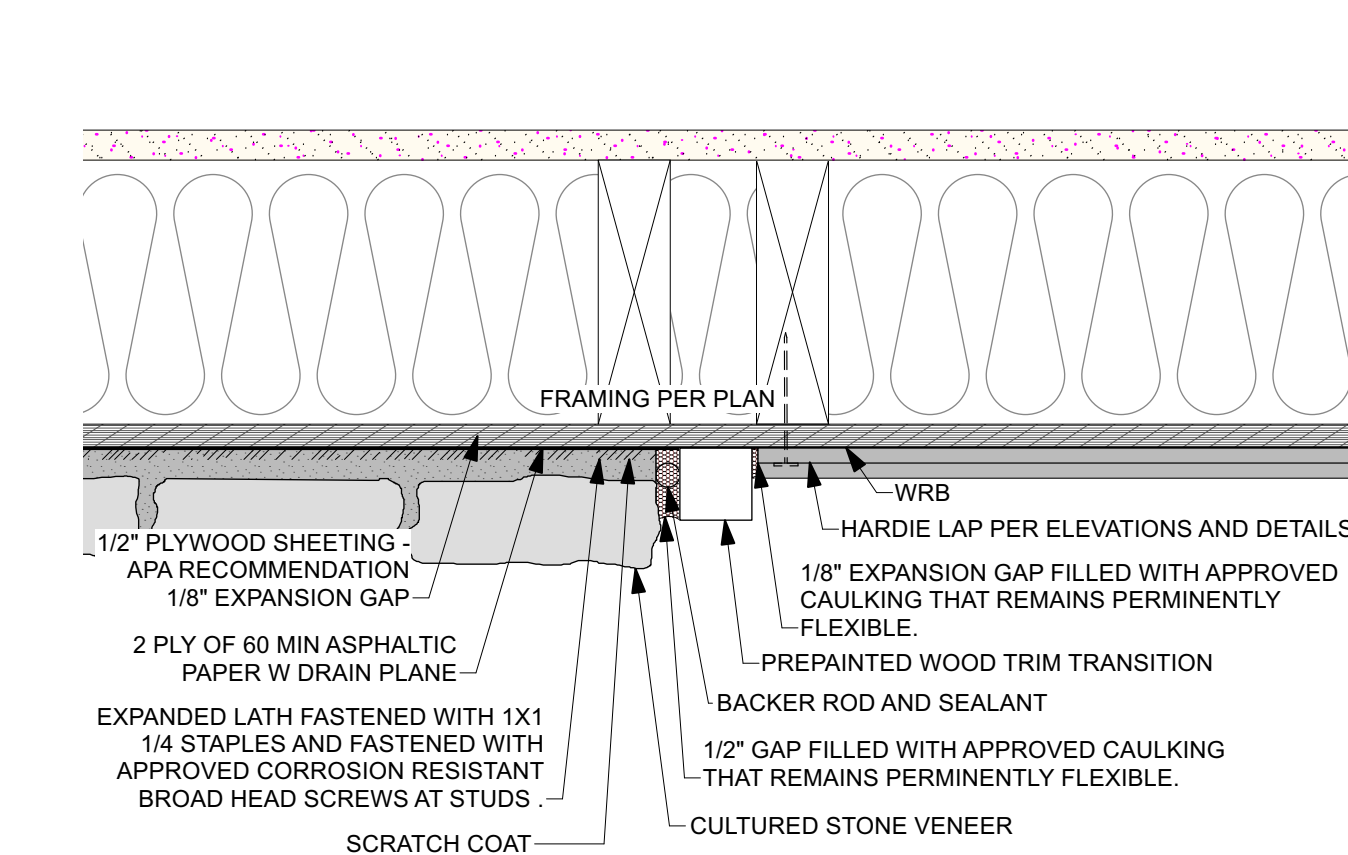 FRAMING PER PLAN
WRB
HARDIE LAP PER ELEVATIONS AND DETAILS
1/2" PLYWOOD SHEETING -
APA RECOMMENDATION
1/8" EXPANSION GAP
1/8" EXPANSION GAP FILLED WITH APPROVED
CAULKING THAT REMAINS PERMINENTLY
FLEXIBLE.
2 PLY OF 60 MIN ASPHALTIC
PAPER W DRAIN PLANE
PREPAINTED WOOD TRIM TRANSITION
BACKER ROD AND SEALANT
EXPANDED LATH FASTENED WITH 1X1
1/4 STAPLES AND FASTENED WITH
APPROVED CORROSION RESISTANT
BROAD HEAD SCREWS AT STUDS .
1/2" GAP FILLED WITH APPROVED CAULKING
THAT REMAINS PERMINENTLY FLEXIBLE.
CULTURED STONE VENEER
SCRATCH COAT